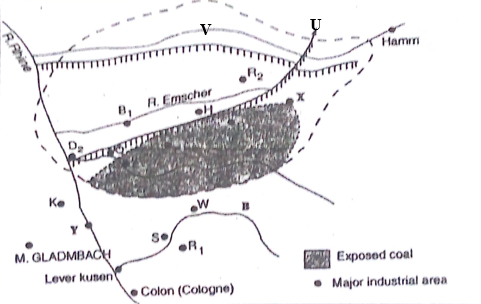 U
V
Hamm
R. Rhine
R2
R. Emscher
X
B1
H
D2
K
W
B
Y
S
R1
M. GLADMBACH
Lever kusen
Exposed coal
Major industrial area
Colon (Cologne)